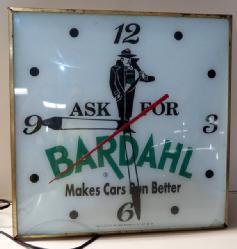 12
ASK FOR
9 3
BARDAHL
Makes Cars Run Better
6